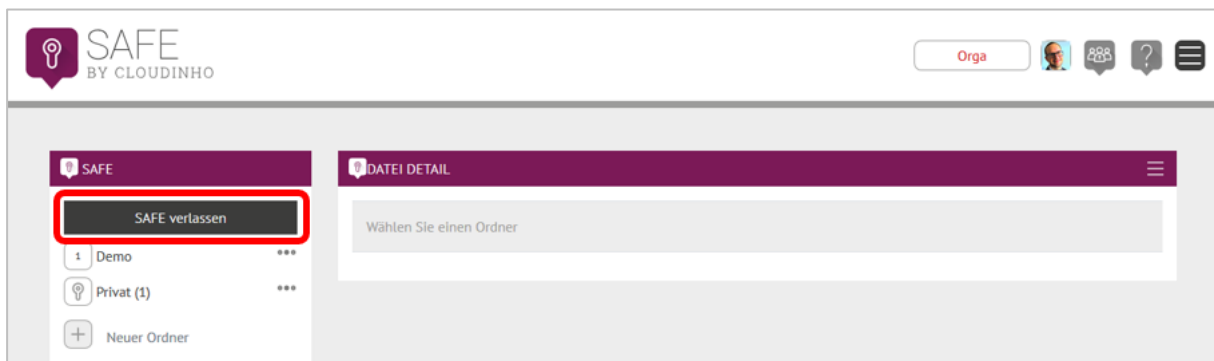 SAFE
BY CLOUDINHO
Orga
?
SAFE
SAFE verlassen
1 Demo
Privat (1)
Neuer Ordner
DATEI DETAIL
Wählen Sie einen Ordner